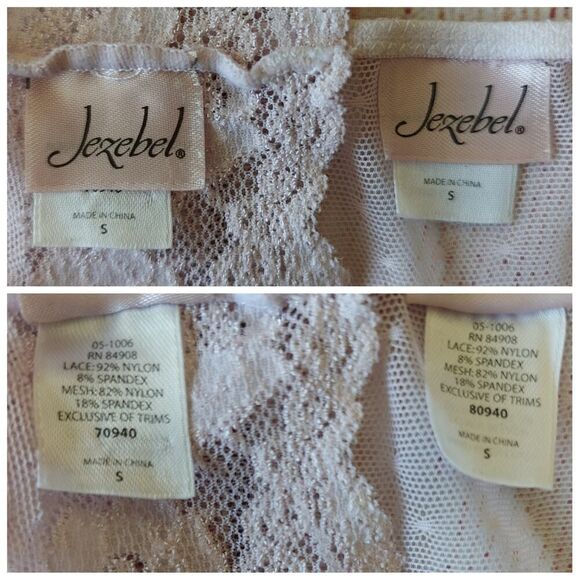 Jezebel®
MADE IN CHINA
S
Jezebel®
MADE IN CHINA
S
05-1006
RN 84908
LACE: 92% NYLON
8% SPANDEX
MESH: 82% NYLON
18% SPANDEX
EXCLUSIVE OF TRIMS
70940
MADE IN CHINA
S
05-1006
RN 84908
LACE: 92% NYLON
8% SPANDEX
MESH: 82% NYLON
18% SPANDEX
EXCLUSIVE OF TRIMS
80940
MADE IN CHINA
S